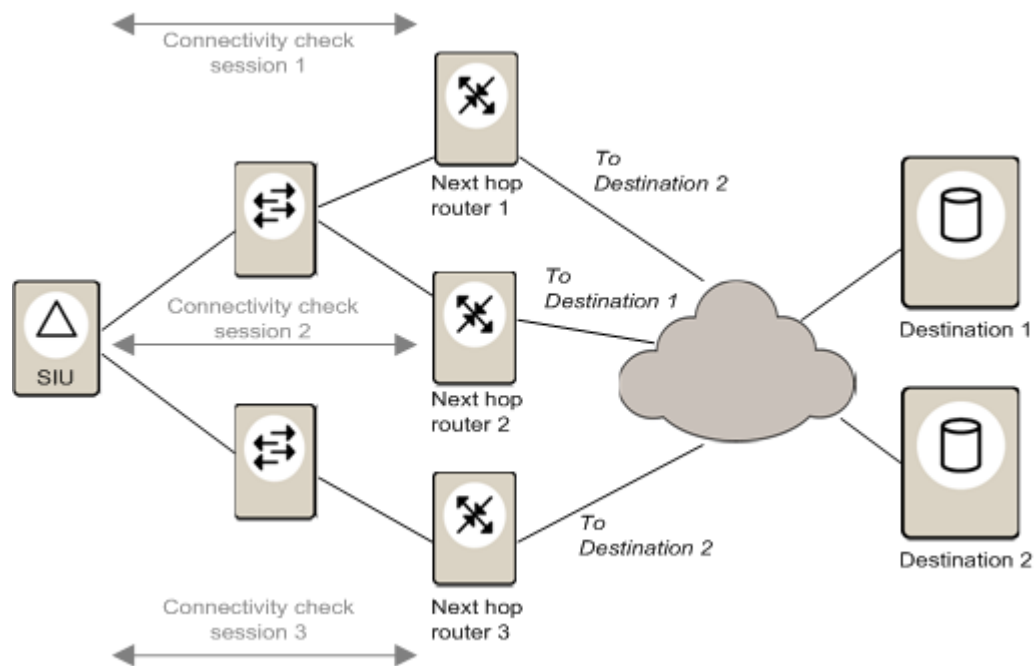 Connectivity check
session 1
Next hop
router 1
To
Destination 2
Destination 1
To
Destination 1
Connectivity check
session 2
SIU
Next hop
router 2
To
Destination 2
Destination 2
Connectivity check
session 3
Next hop
router 3